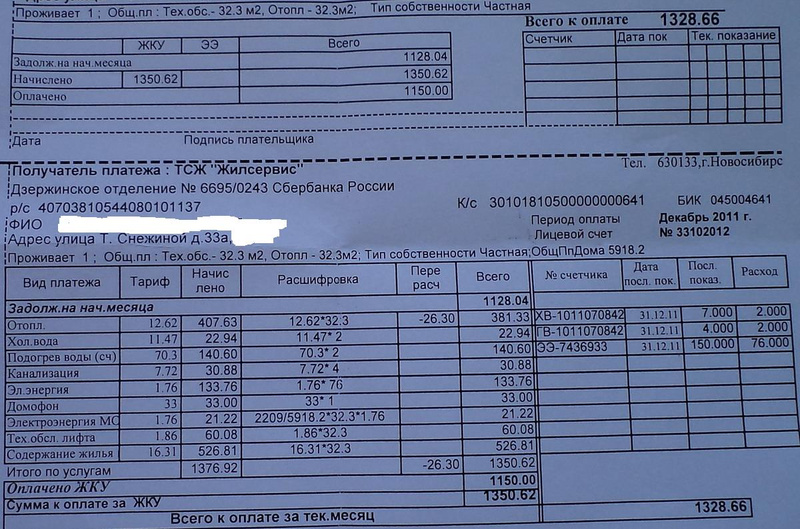 Проживает 1 ; Общ.пл : Тех.обс.- 32.3 м2, Отопл - 32.3м2; Тип собственности Частная
Всего к оплате 1328.66
ЖКУ ЭЭ Всего
Задолж.на нач.месяца 1128.04
Начислено 1350.62 1350.62
Оплачено 1150.00
Счетчик Дата пок Тек. показание
Дата Подпись плательщика
Получатель платежа : ТСЖ "Жилсервис" Тел. 630133,г.Новосибирс
Дзержинское отделение № 6695/0243 Сбербанка России
р/с 40703810544080101137 К/с 30101810500000000641 БИК 045004641
ФИО Период оплаты Декабрь 2011 г.
Адрес улица Т. Снежиной д.33а, Лицевой счет № 33102012
Проживает 1 ; Общ.пл : Тех.обс.- 32.3 м2, Отопл - 32.3м2; Тип собственности Частная;ОбщПлДома 5918.2
Вид платежа Тариф Начис лено Расшифровка Пере расч Всего № счетчика Дата посл. пок. Посл. показ. Расход
Задолж.на нач.месяца 1128.04
Отопл. 12.62 407.63 12.62*32.3 -26.30 381.33 ХВ-1011070842 31.12.11 7.000 2.000
Хол.вода 11.47 22.94 11.47* 2 22.94 ГВ-1011070842 31.12.11 4.000 2.000
Подогрев воды (сч) 70.3 140.60 70.3* 2 140.60 ЭЭ-7436933 31.12.11 150.000 76.000
Канализация 7.72 30.88 7.72* 4 30.88
Эл.энергия 1.76 133.76 1.76* 76 133.76
Домофон 33 33.00 33* 1 33.00
Электроэнергия МС 1.76 21.22 2209/5918.2*32.3*1.76 21.22
Тех.обсл. лифта 1.86 60.08 1.86*32.3 60.08
Содержание жилья 16.31 526.81 16.31*32.3 526.81
Итого по услугам 1376.92 -26.30 1350.62
Оплачено ЖКУ 1150.00
Сумма к оплате за ЖКУ 1350.62
Всего к оплате за тек.месяц 1328.66